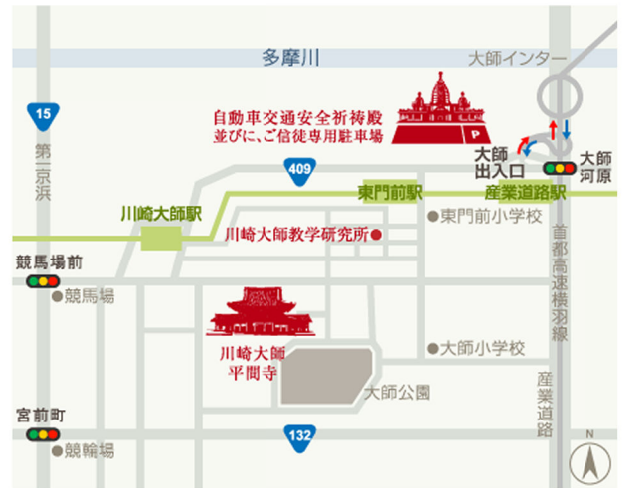 多摩川
大師インター
15
自動車交通安全祈祷殿
並びに、ご信徒専用駐車場
P
第二京浜
大師
出入口
大師
河原
409
東門前駅
産業道路駅
川崎大師駅
東門前小学校
川崎大師教学研究所
首都高速横羽線
競馬場前
競馬場
川崎大師
平間寺
大師小学校
大師公園
産業道路
宮前町
競輪場
132
N